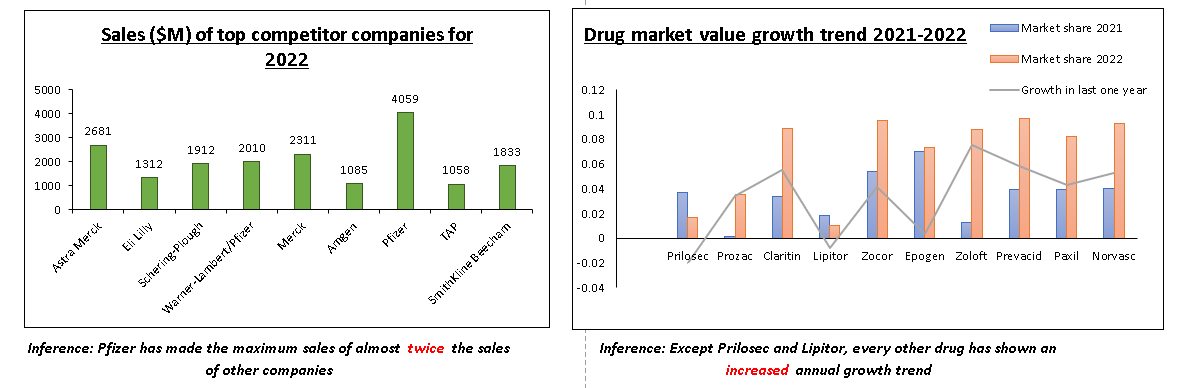 Sales ($M) of top competitor companies for
2022
5000
4000
3000
2000
1000
0
2681
1312
1912
2010
2311
1085
4059
1058
1833
Astra Merck
Eli Lilly
Schering-Plough
Warner-Lambert/Pfizer
Merck
Amgen
Pfizer
TAP
SmithKline Beecham
Inference: Pfizer has made the maximum sales of almost twice the sales
of other companies
Drug market value growth trend 2021-2022
Market share 2021
Market share 2022
Growth in last one year
0.12
0.1
0.08
0.06
0.04
0.02
0
-0.02
-0.04
Prilosec Prozac Claritin Lipitor Zocor Epogen Zoloft Prevacid Paxil Norvasc
Inference: Except Prilosec and Lipitor, every other drug has shown an
increased annual growth trend